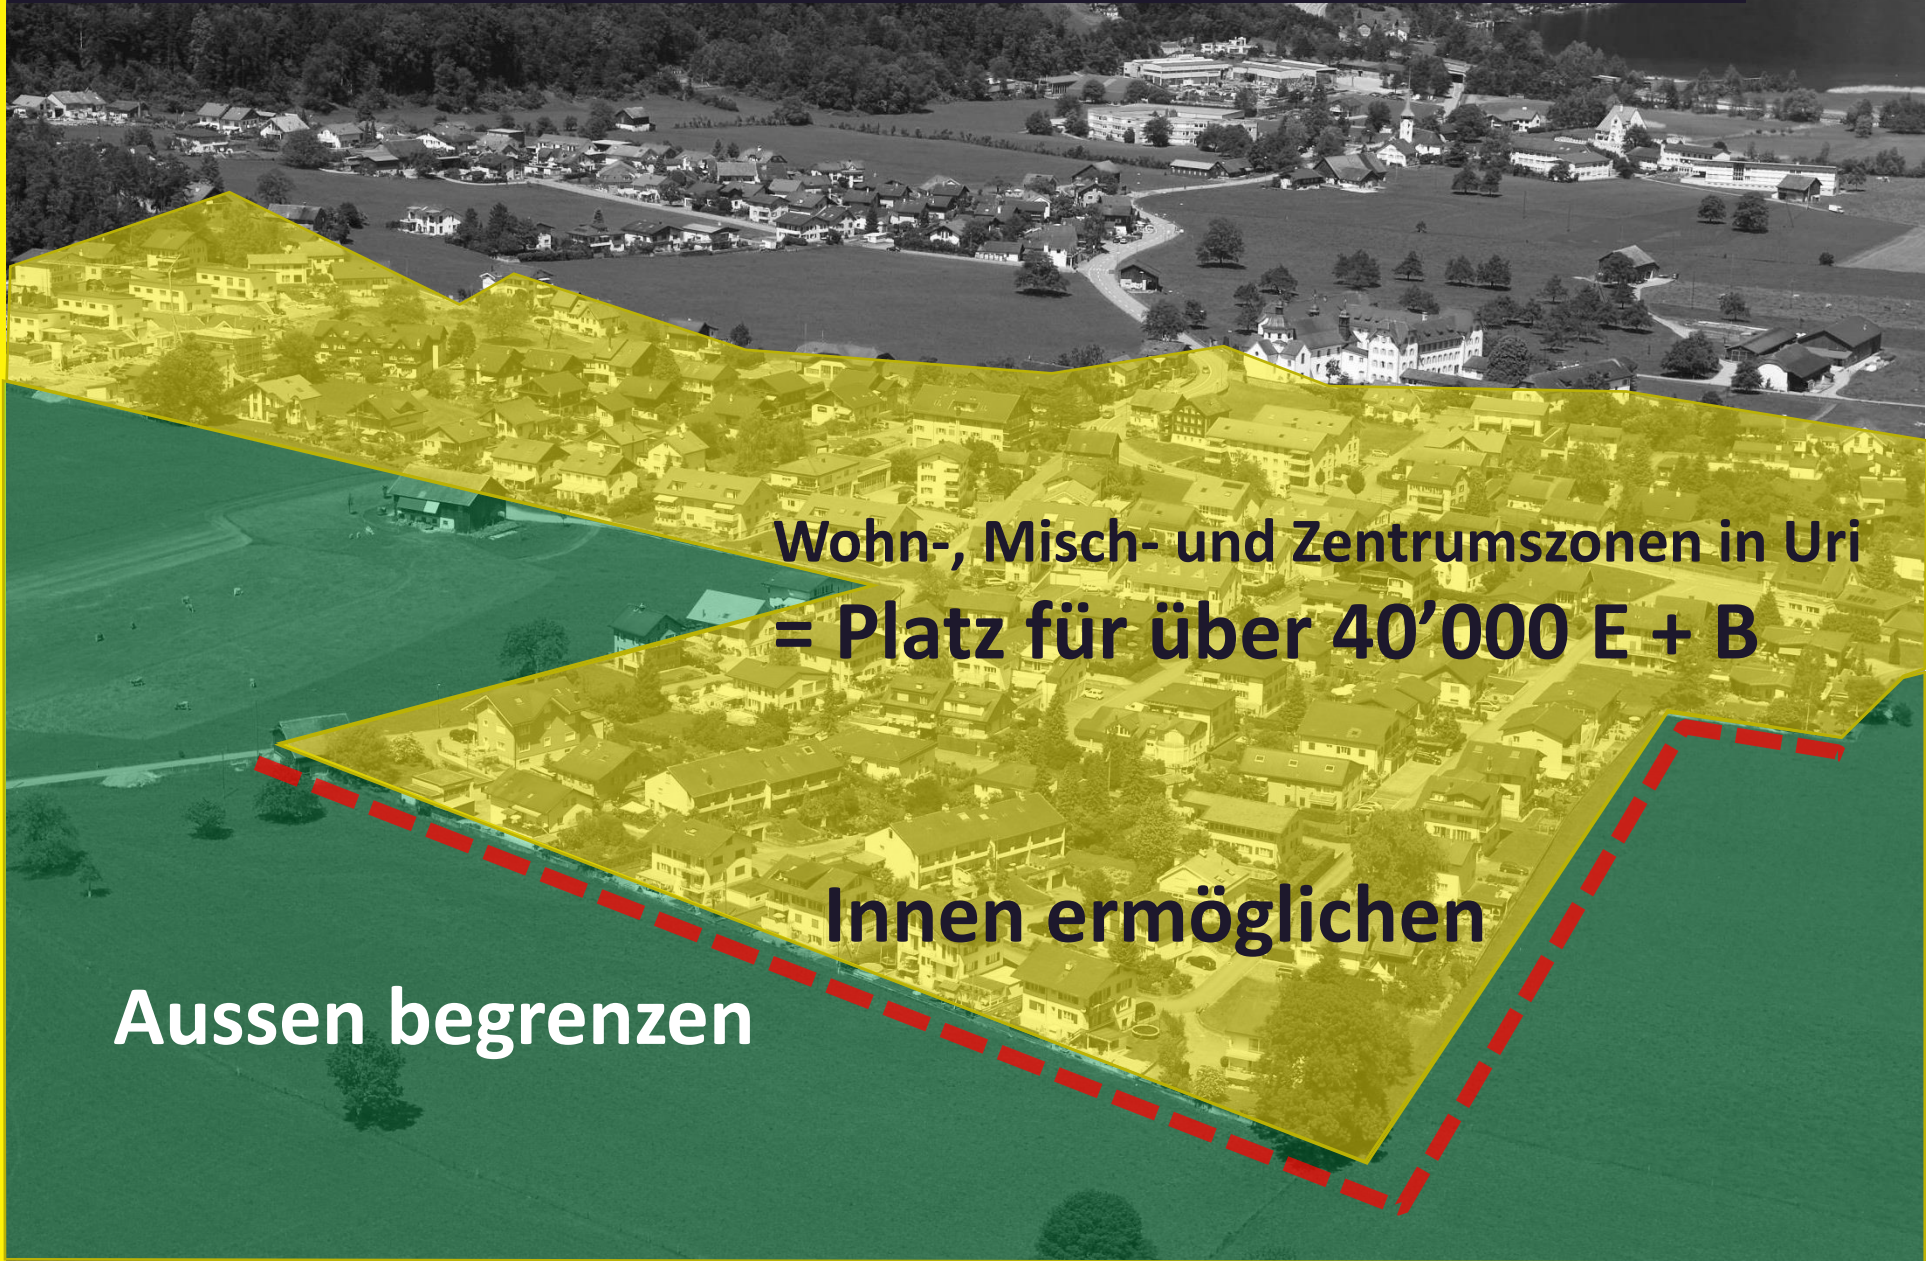 Wohn-, Misch- und Zentrumszonen in Uri
= Platz für über 40’000 E + B
Innen ermöglichen
Aussen begrenzen